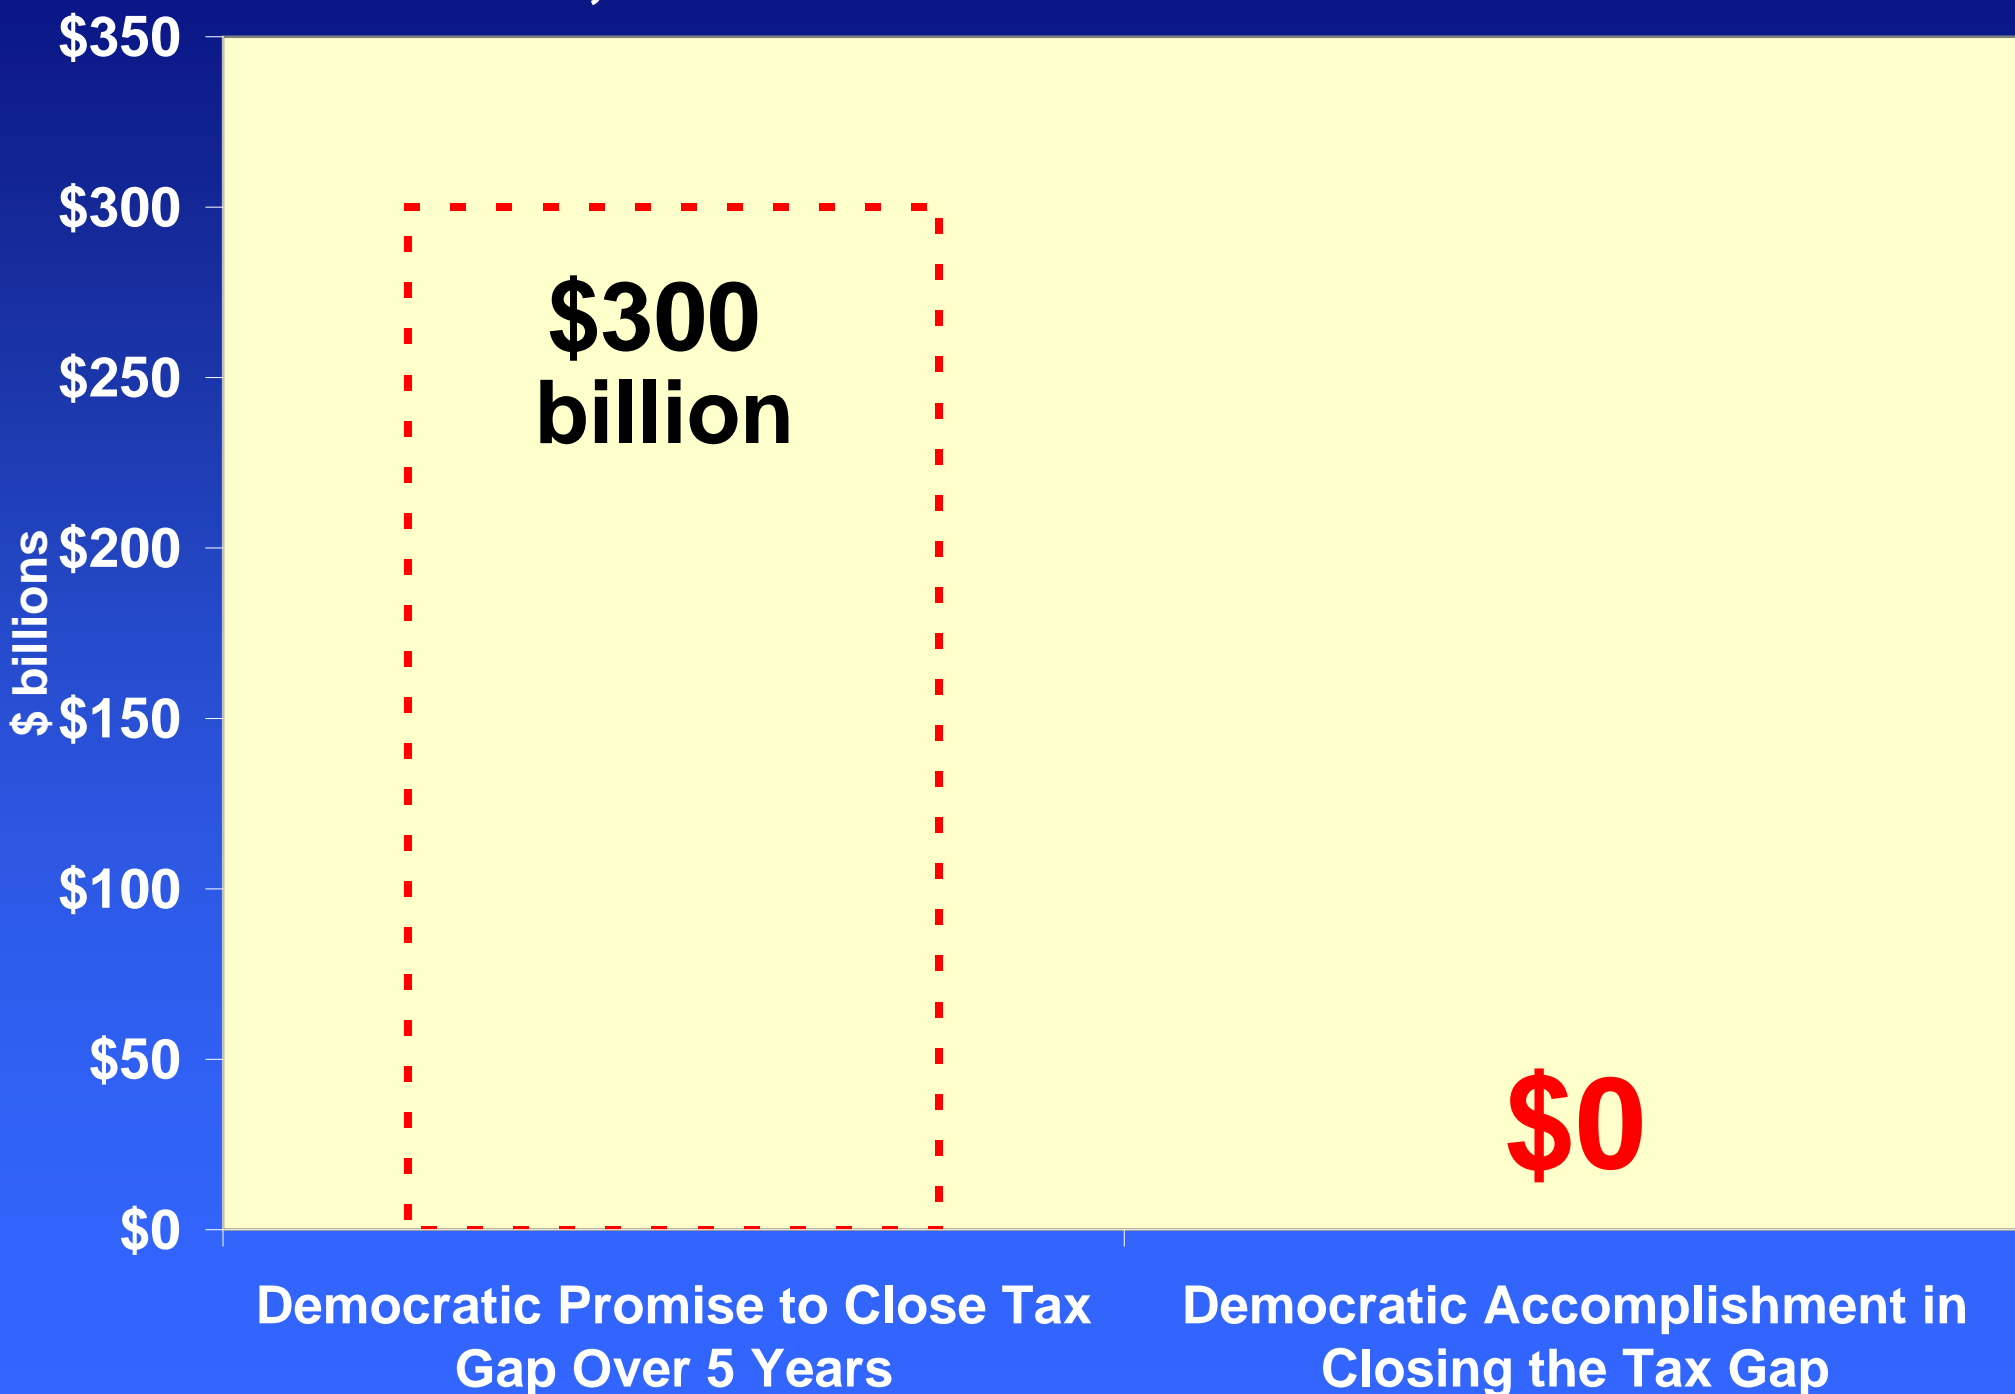 $350
$300
$250
$200
$150
$100
$50
$0
$ billions
$300
billion
$0
Democratic Promise to Close Tax
Gap Over 5 Years
Democratic Accomplishment in
Closing the Tax Gap